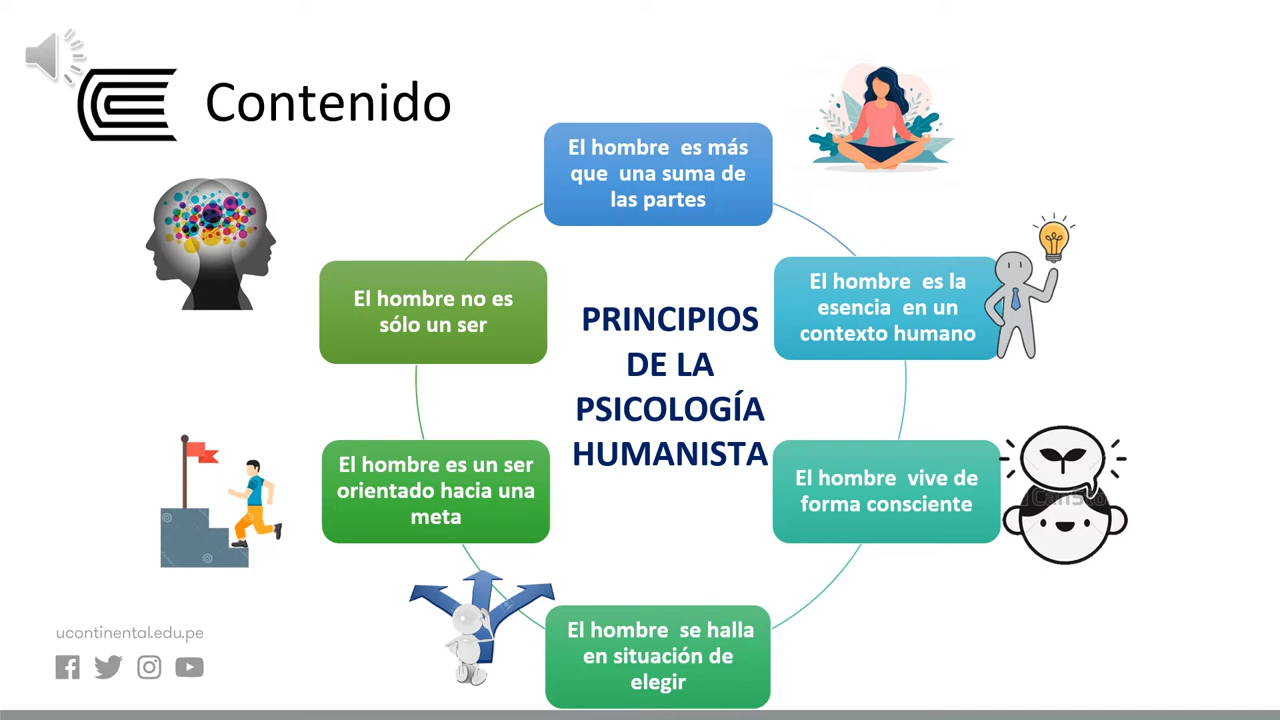 Contenido
El hombre es más
que una suma de
las partes
El hombre es la
esencia en un
contexto humano
El hombre vive de
forma consciente
El hombre se halla
en situación de
elegir
El hombre es un ser
orientado hacia una
meta
El hombre no es
sólo un ser
PRINCIPIOS
DE LA
PSICOLOGÍA
HUMANISTA
ucontinental.edu.pe